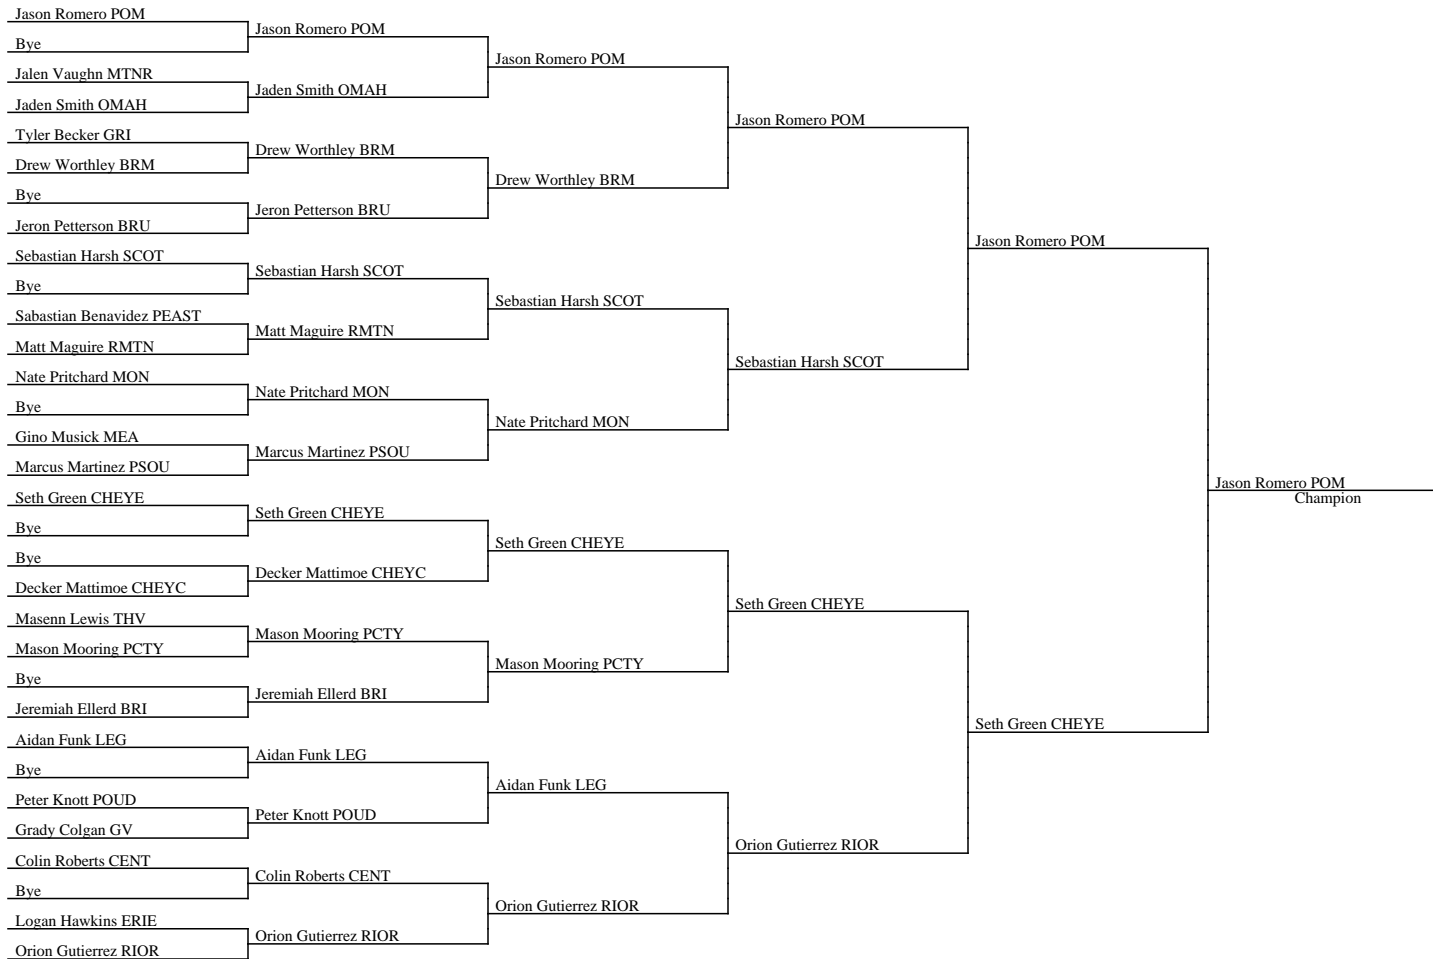 Jason Romero POM
Bye
Jalen Vaughn MTNR
Jaden Smith OMAH
Tyler Becker GRI
Drew Worthley BRM
Bye
Jeron Petterson BRU
Sebastian Harsh SCOT
Bye
Sabastian Benavidez PEAST
Matt Maguire RMTN
Nate Pritchard MON
Bye
Gino Musick MEA
Marcus Martinez PSOU
Seth Green CHEYE
Bye
Bye
Decker Mattimoe CHEYC
Masenn Lewis THV
Mason Mooring PCTY
Bye
Jeremiah Ellerd BRI
Aidan Funk LEG
Bye
Peter Knott POUD
Grady Colgan GV
Colin Roberts CENT
Bye
Logan Hawkins ERIE
Orion Gutierrez RIOR
Jason Romero POM
Jaden Smith OMAH
Drew Worthley BRM
Jeron Petterson BRU
Sebastian Harsh SCOT
Matt Maguire RMTN
Nate Pritchard MON
Marcus Martinez PSOU
Seth Green CHEYE
Decker Mattimoe CHEYC
Mason Mooring PCTY
Jeremiah Ellerd BRI
Aidan Funk LEG
Peter Knott POUD
Colin Roberts CENT
Orion Gutierrez RIOR
Jason Romero POM
Drew Worthley BRM
Sebastian Harsh SCOT
Nate Pritchard MON
Seth Green CHEYE
Mason Mooring PCTY
Aidan Funk LEG
Orion Gutierrez RIOR
Jason Romero POM
Sebastian Harsh SCOT
Seth Green CHEYE
Orion Gutierrez RIOR
Jason Romero POM
Seth Green CHEYE
Jason Romero POM
Champion